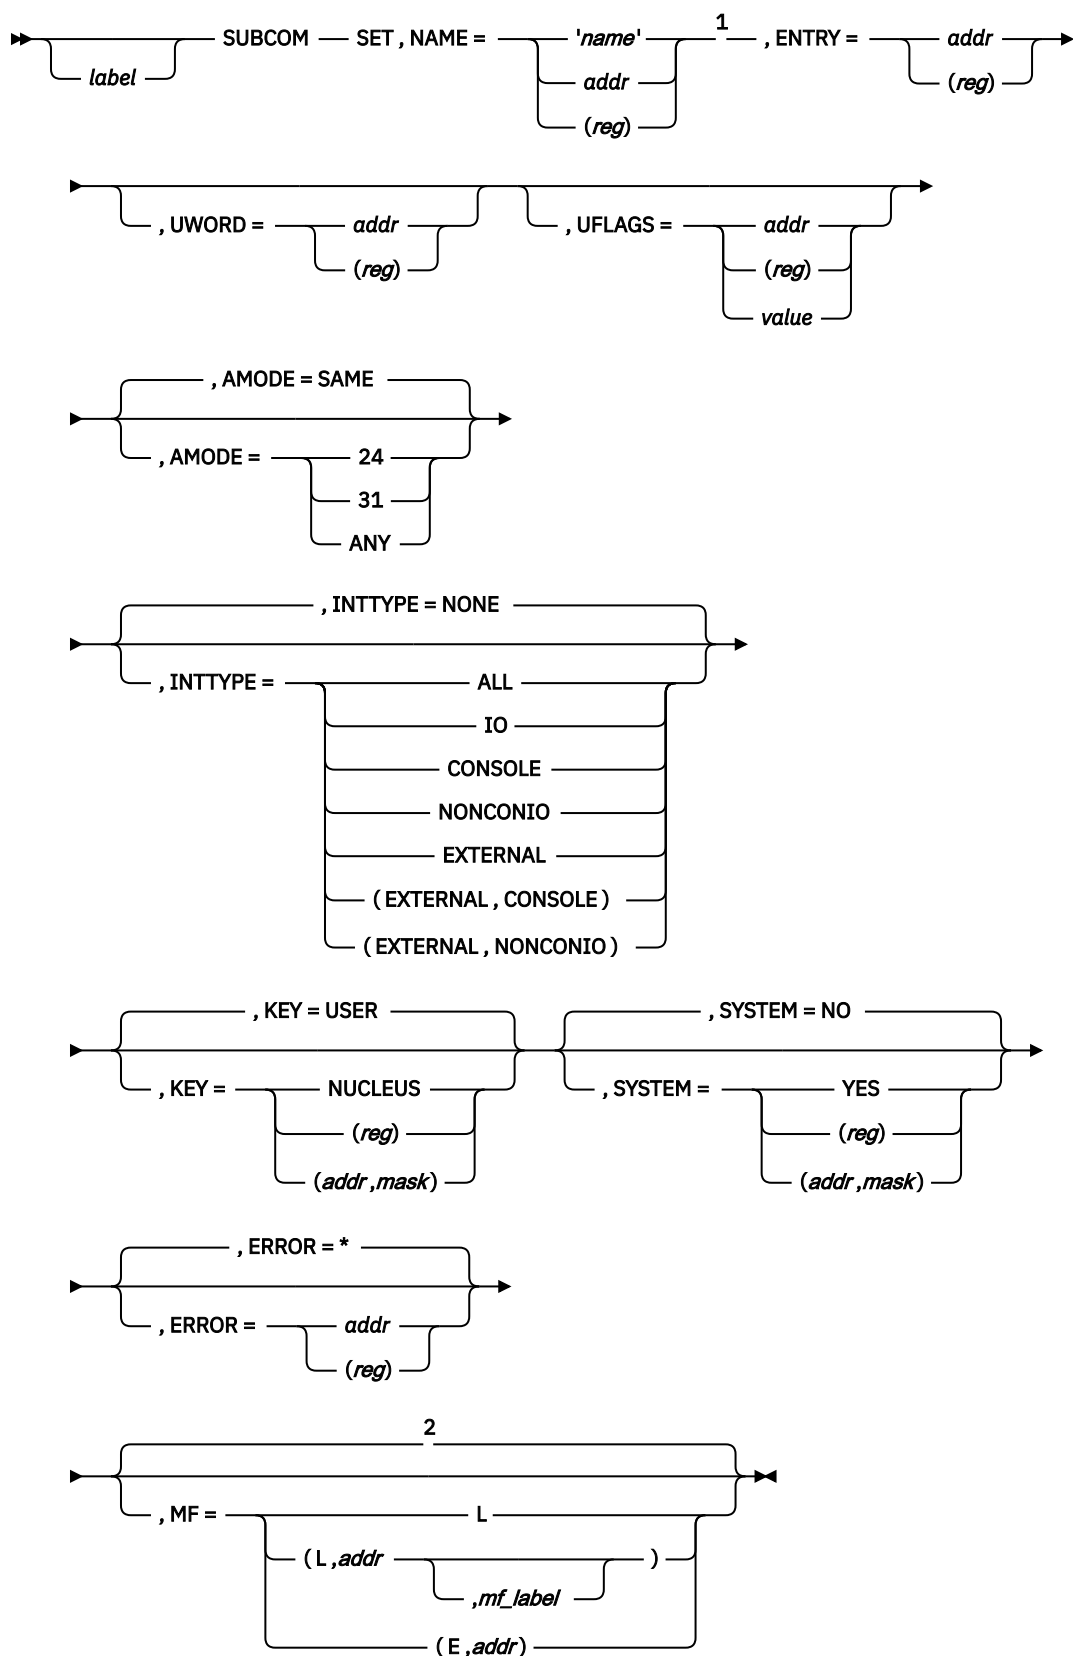 SUBCOM SET , NAME = 'name' 1 , ENTRY = addr
label addr (reg)
(reg)
, UWORD = addr , UFLAGS = addr
(reg) (reg)
value
, AMODE = SAME
, AMODE = 24
31
ANY
, INTTYPE = NONE
, INTTYPE = ALL
IO
CONSOLE
NONCONIO
EXTERNAL
( EXTERNAL , CONSOLE )
( EXTERNAL , NONCONIO )
, KEY = USER , SYSTEM = NO
, KEY = NUCLEUS , SYSTEM = YES
(reg) (reg)
(addr ,mask) (addr ,mask)
, ERROR = *
, ERROR = addr
(reg)
2
, MF = L
( L ,addr )
,mf_label
( E ,addr )